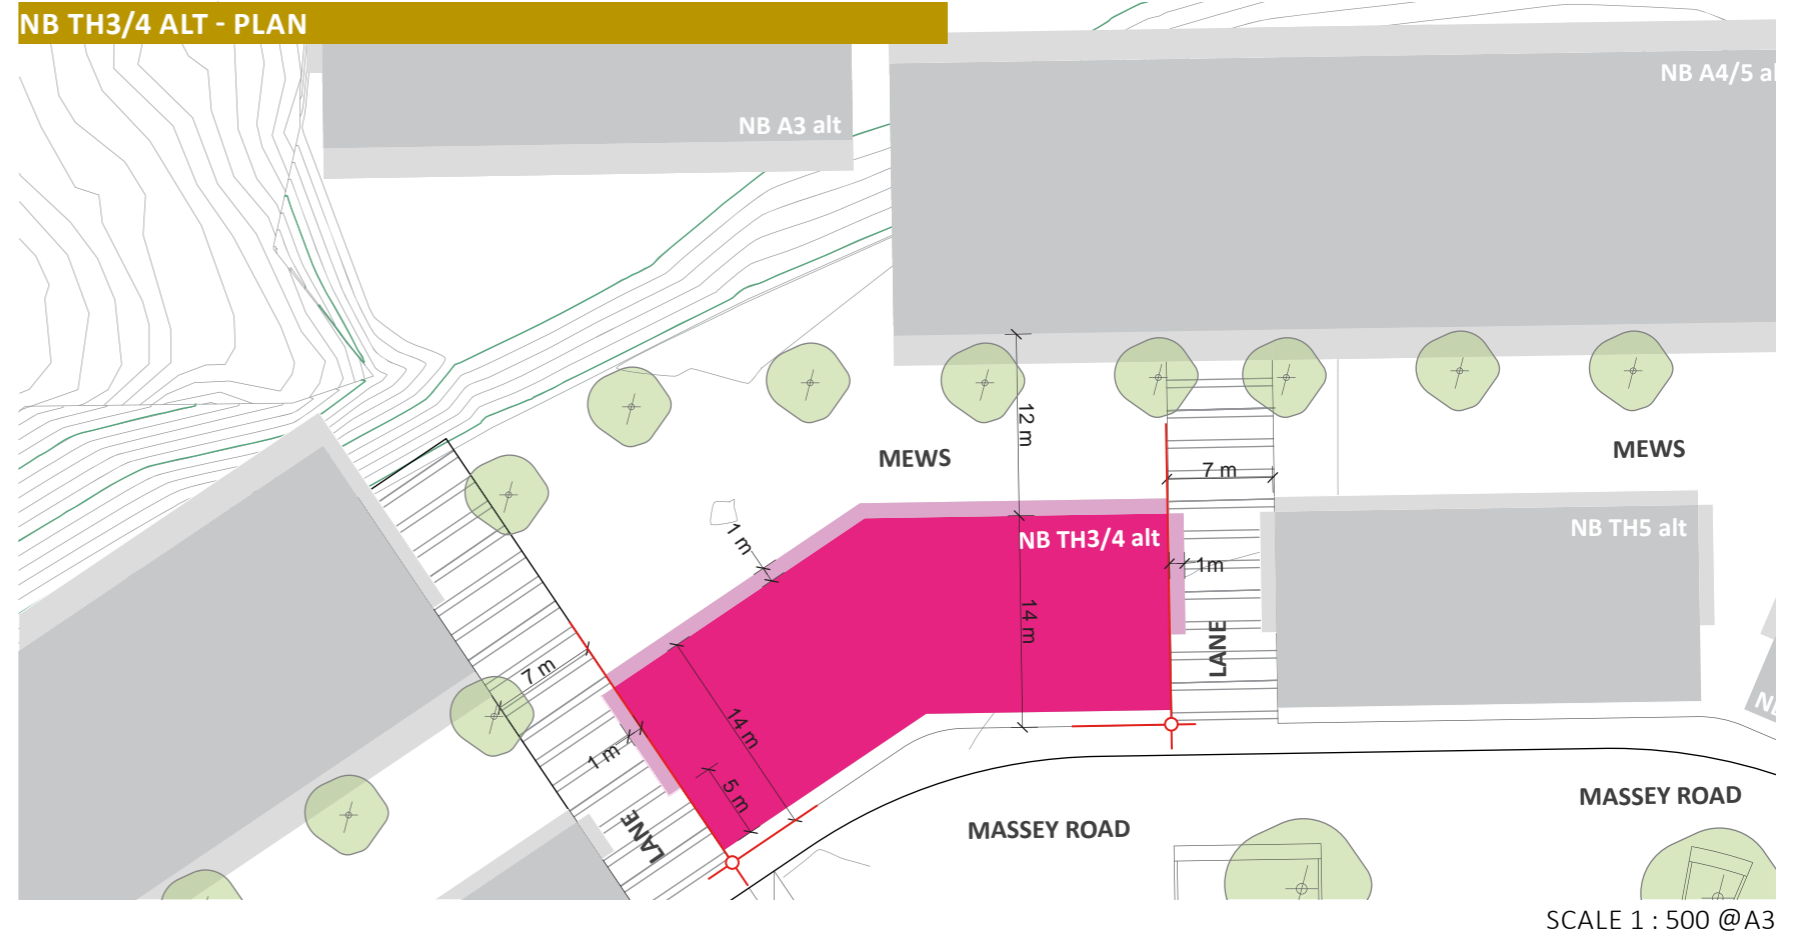 NB TH3/4 ALT - PLAN
NB A4/5 al
NB A3 alt
12 m
MEWS
MEWS
7 m
NB TH5 alt
1 m
NB TH3/4 alt
1m
14 m
LANE
7 m
14 m
1 m
5 m
LANE
MASSEY ROAD
MASSEY ROAD
SCALE 1 : 500 @A3